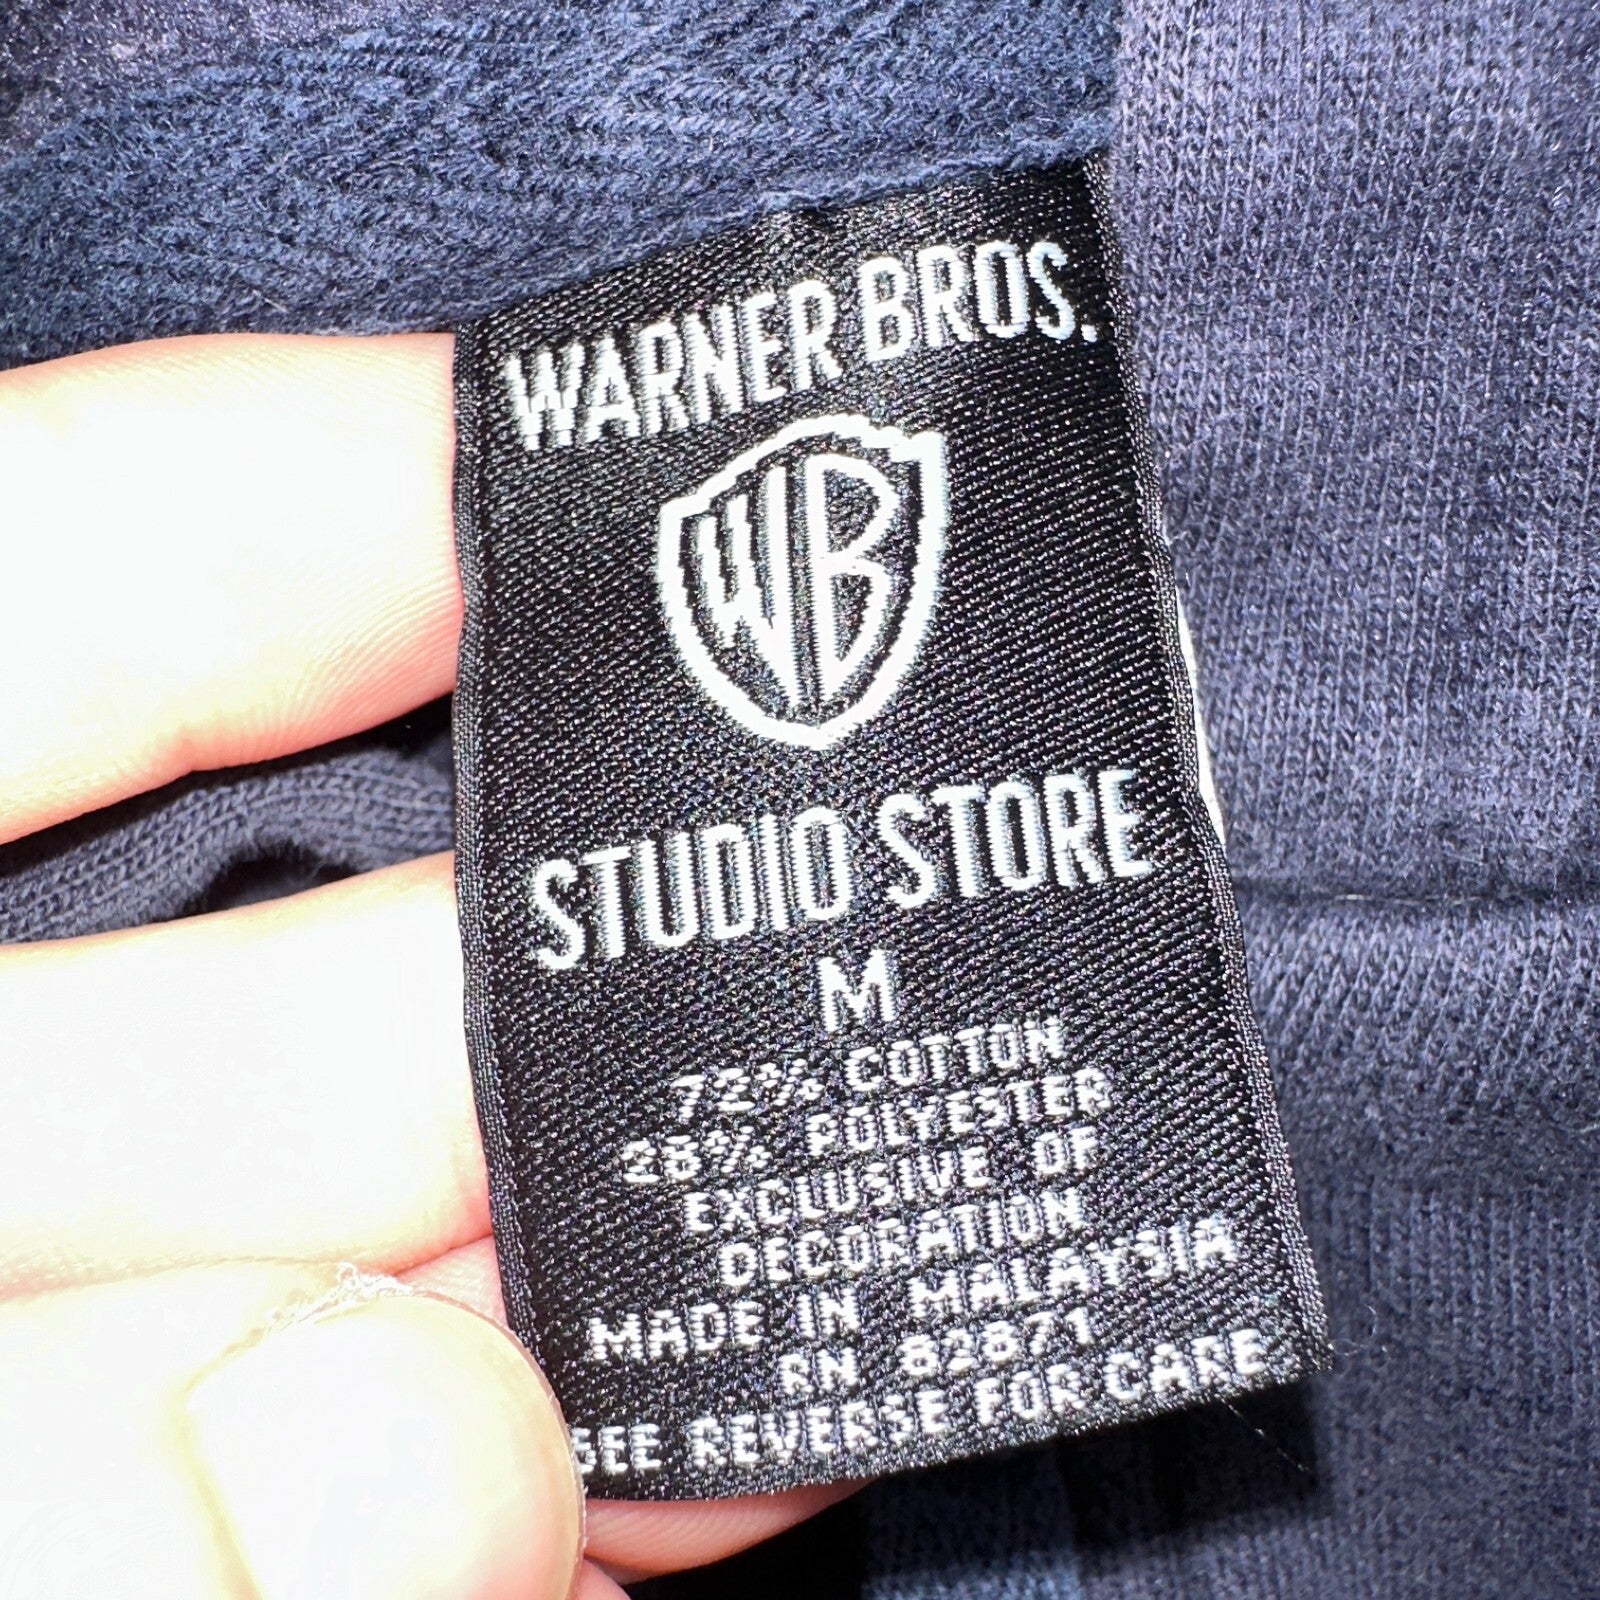 WARNER BROS.
WB
STUDIO STORE
M
72% COTTON
28% POLYESTER
EXCLUSIVE OF
DECORATION
MADE IN MALAYSIA
RN 82871
SEE REVERSE FOR CARE